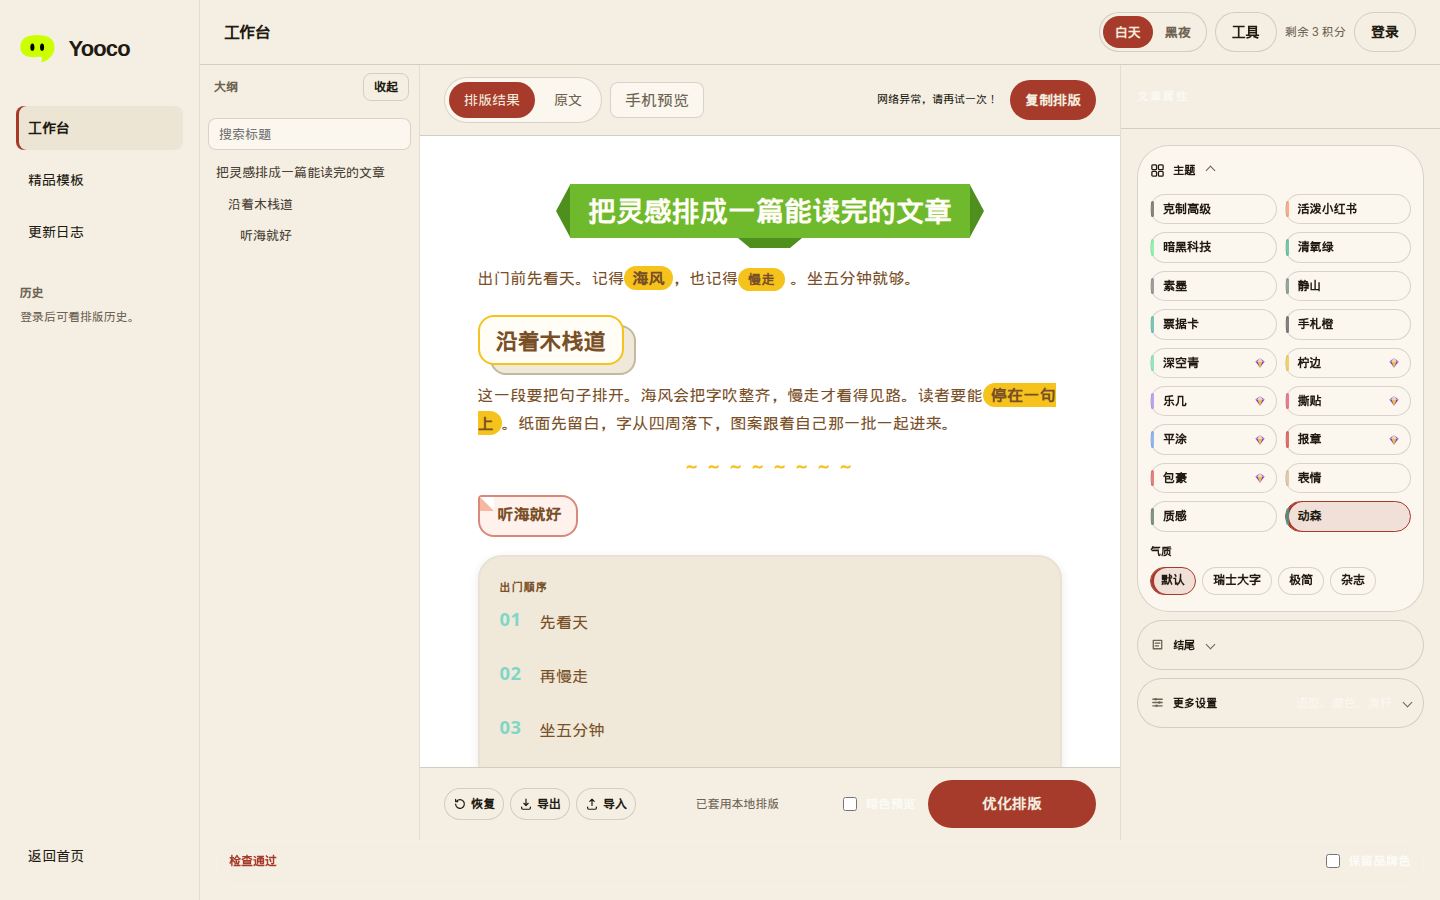 Yooco
工作台
精品模板
更新日志
历史
登录后可看排版历史。
返回首页
工作台
白天
黑夜
工具
剩余 3 积分
登录
大纲
收起
搜索标题
把灵感排成一篇能读完的文章
沿着木栈道
听海就好
排版结果
原文
手机预览
网络异常，请再试一次！
复制排版
把灵感排成一篇能读完的文章
出门前先看天。记得 海风 ，也记得 慢走 。坐五分钟就够。
沿着木栈道
这一段要把句子排开。海风会把字吹整齐，慢走才看得见路。读者要能 停在一句
上 。纸面先留白，字从四周落下，图案跟着自己那一批一起进来。
~ ~ ~ ~ ~ ~ ~ ~
听海就好
出门顺序
01 先看天
02 再慢走
03 坐五分钟
恢复
导出
导入
已套用本地排版
暗色预览
优化排版
检查通过
保留品牌色
文章属性
主题
克制高级
活泼小红书
暗黑科技
清氧绿
素墨
静山
票据卡
手札橙
深空青
柠边
乐几
撕贴
平涂
报章
包豪
表情
质感
动森
气质
默认
瑞士大字
极简
杂志
结尾
更多设置